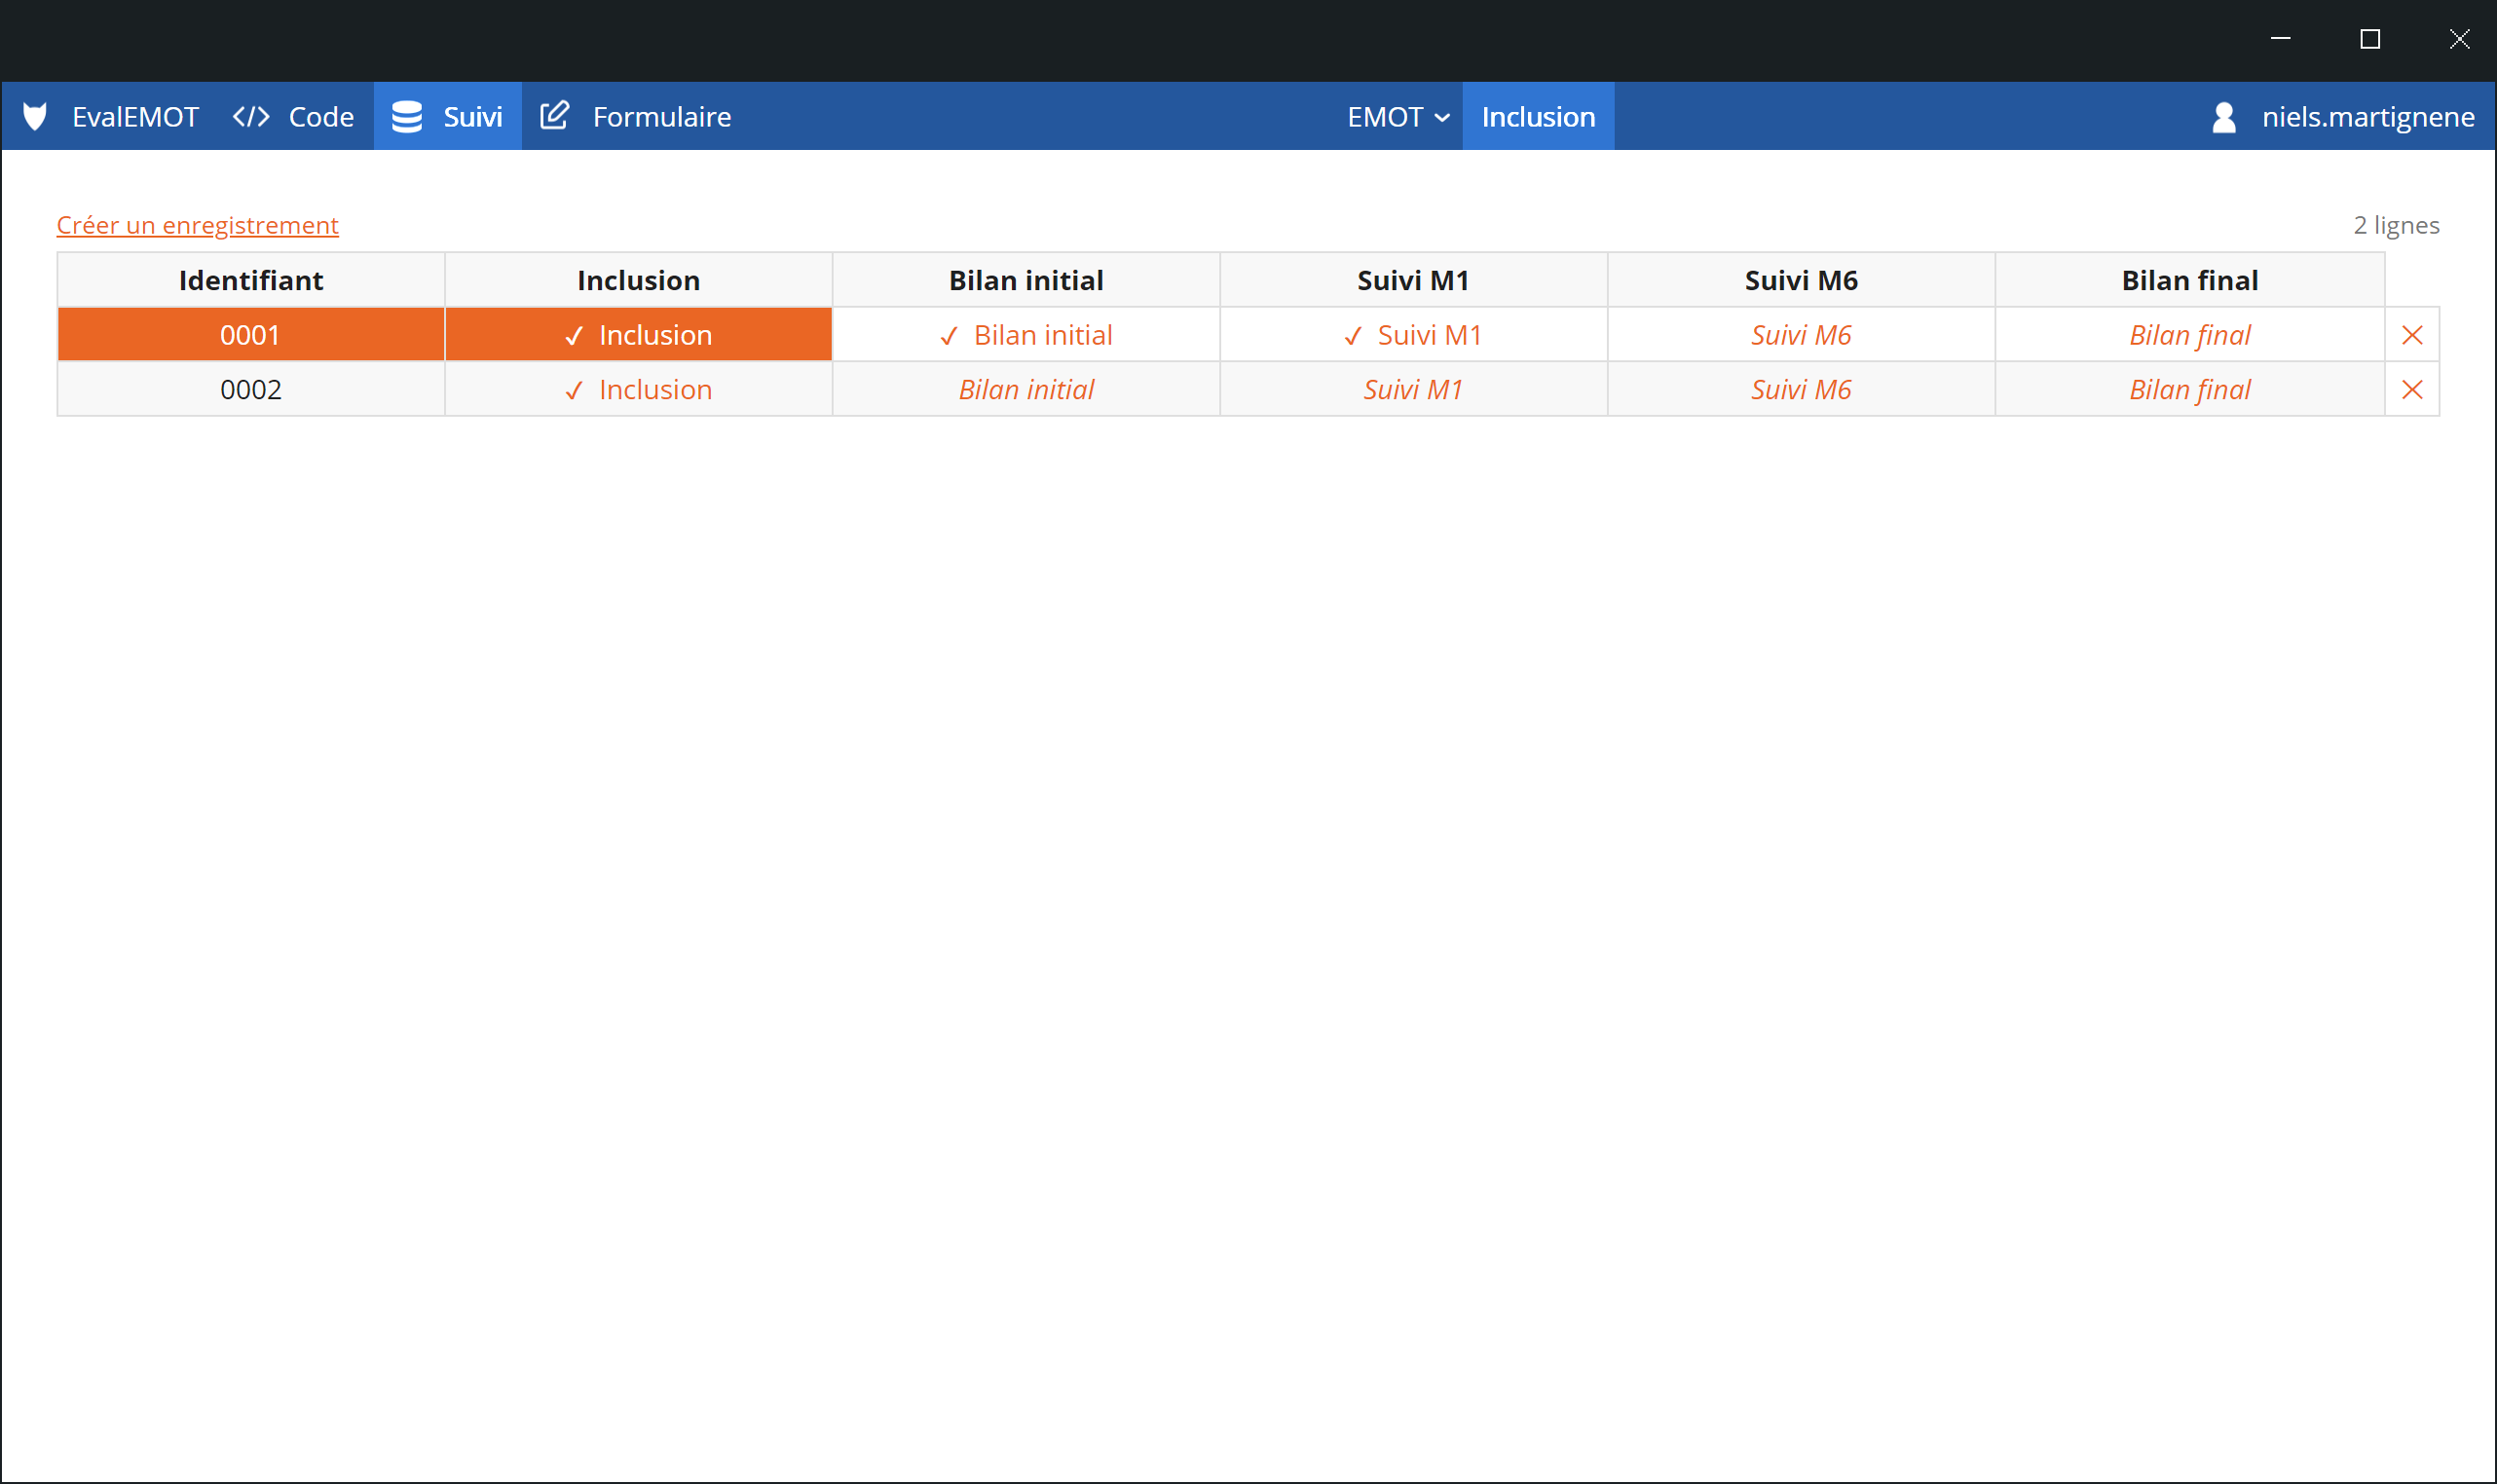 EvalEMOT </> Code Suivi Formulaire EMOT Inclusion niels.martignene
Créer un enregistrement 2 lignes
Identifiant Inclusion Bilan initial Suivi M1 Suivi M6 Bilan final
0001 ✓ Inclusion ✓ Bilan initial ✓ Suivi M1 Suivi M6 Bilan final
0002 ✓ Inclusion Bilan initial Suivi M1 Suivi M6 Bilan final